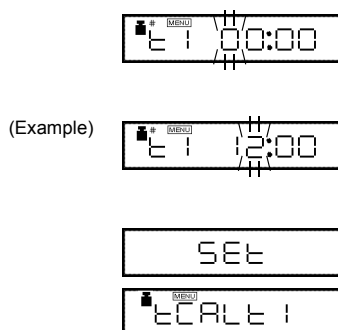 # MENU
t1 00:00
(Example)
# MENU
t1 12:00
SEt
MENU
tCALt1